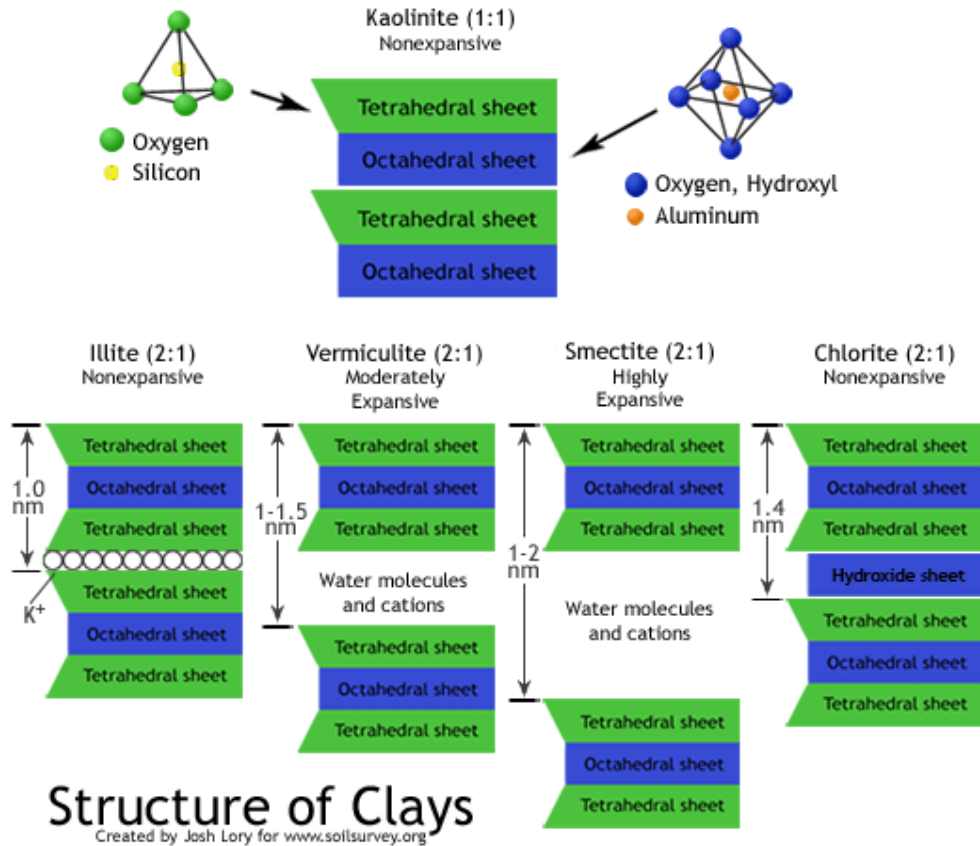 Kaolinite (1:1)
Nonexpansive
Tetrahedral sheet
Octahedral sheet
Tetrahedral sheet
Octahedral sheet
Oxygen
Silicon
Oxygen, Hydroxyl
Aluminum
Illite (2:1)
Nonexpansive
1.0
nm
Tetrahedral sheet
Octahedral sheet
Tetrahedral sheet
K+
Tetrahedral sheet
Octahedral sheet
Tetrahedral sheet
Vermiculite (2:1)
Moderately
Expansive
1-1.5
nm
Tetrahedral sheet
Octahedral sheet
Tetrahedral sheet
Water molecules
and cations
Tetrahedral sheet
Octahedral sheet
Tetrahedral sheet
Smectite (2:1)
Highly
Expansive
1-2
nm
Tetrahedral sheet
Octahedral sheet
Tetrahedral sheet
Water molecules
and cations
Tetrahedral sheet
Octahedral sheet
Tetrahedral sheet
Chlorite (2:1)
Nonexpansive
1.4
nm
Tetrahedral sheet
Octahedral sheet
Tetrahedral sheet
Hydroxide sheet
Tetrahedral sheet
Octahedral sheet
Tetrahedral sheet
Structure of Clays
Created by Josh Lory for www.soilsurvey.org